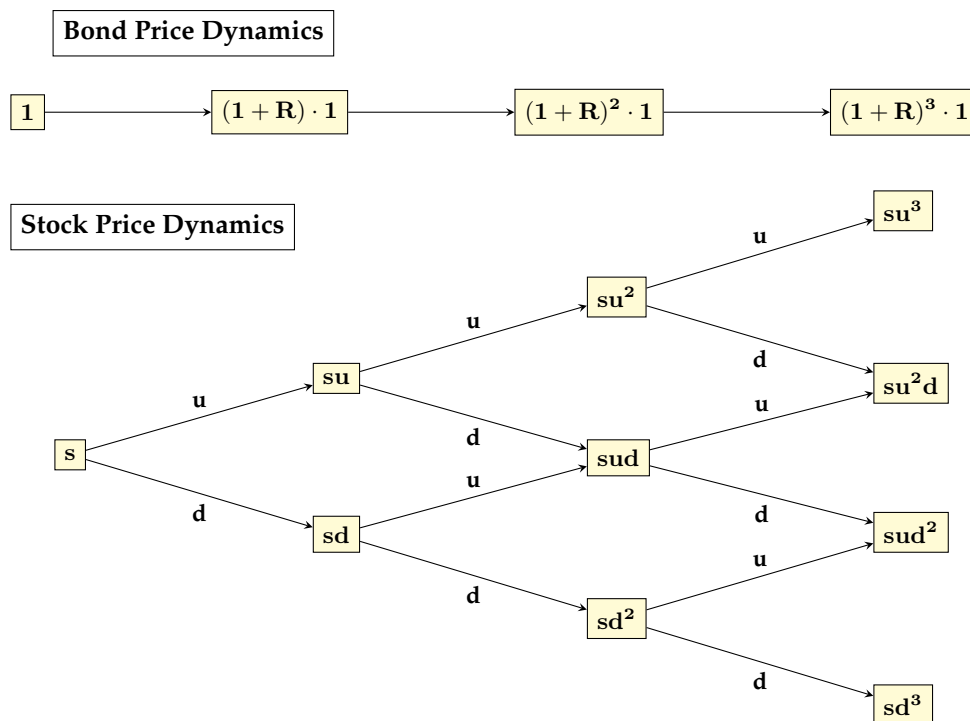 Bond Price Dynamics
1 (1 + R) · 1 (1 + R)² · 1 (1 + R)³ · 1
Stock Price Dynamics
su³
u
su²
u
d
su
su²d
u
u
d
s
sud
u
d
d
sd
sud²
u
d
sd²
d
sd³